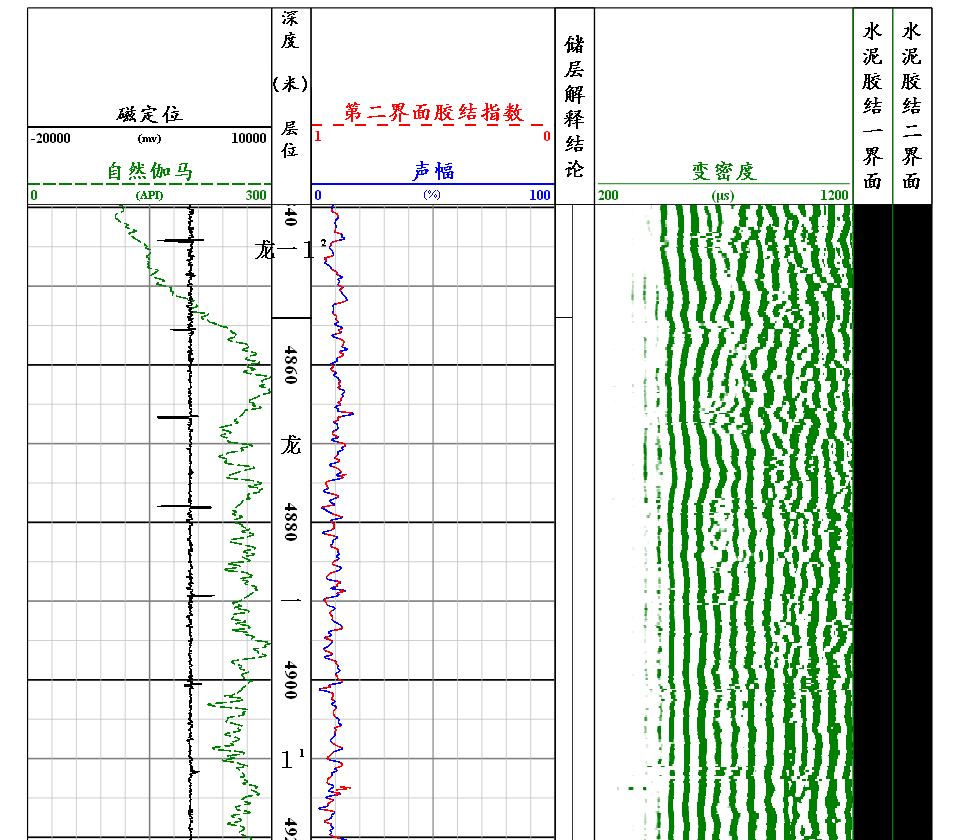 磁定位
-20000 (mv) 10000
自然伽马
0 (API) 300
深度
(米)
层位
第二界面胶结指数
1 0
声幅
0 (%) 100
储层解释结论
变密度
200 (μs) 1200
水泥胶结一界面
水泥胶结二界面
40
龙一1²
4860
龙
4880
一
4900
1¹
492